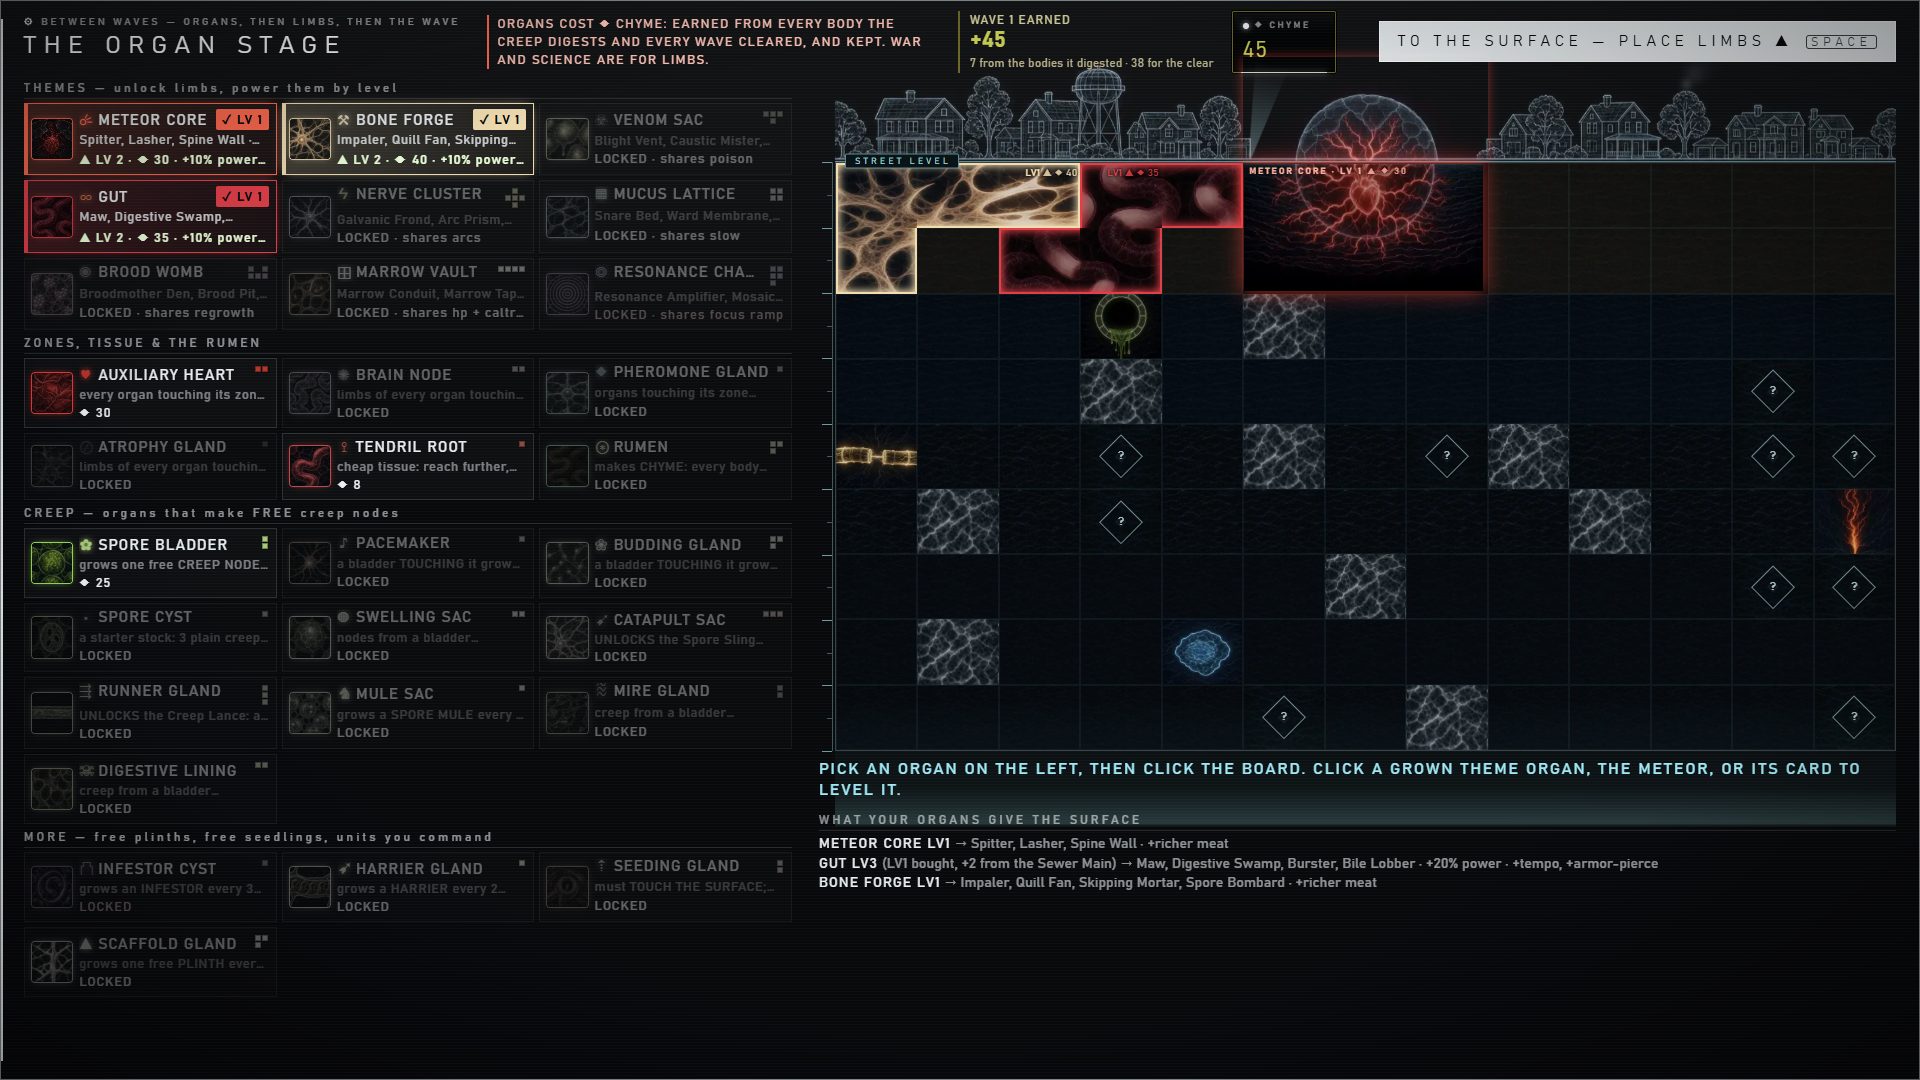 BETWEEN WAVES — ORGANS, THEN LIMBS, THEN THE WAVE
THE ORGAN STAGE
ORGANS COST ◆ CHYME: EARNED FROM EVERY BODY THE
CREEP DIGESTS AND EVERY WAVE CLEARED, AND KEPT. WAR
AND SCIENCE ARE FOR LIMBS.
WAVE 1 EARNED
+45
7 from the bodies it digested · 38 for the clear
◆ CHYME
45
TO THE SURFACE — PLACE LIMBS ▲ SPACE
THEMES — unlock limbs, power them by level
METEOR CORE ✓ LV 1
Spitter, Lasher, Spine Wall ·…
▲ LV 2 · ◆ 30 · +10% power…
BONE FORGE ✓ LV 1
Impaler, Quill Fan, Skipping…
▲ LV 2 · ◆ 40 · +10% power…
VENOM SAC
Blight Vent, Caustic Mister,…
LOCKED · shares poison
GUT ✓ LV 1
Maw, Digestive Swamp,…
▲ LV 2 · ◆ 35 · +10% power…
NERVE CLUSTER
Galvanic Frond, Arc Prism,…
LOCKED · shares arcs
MUCUS LATTICE
Snare Bed, Ward Membrane,…
LOCKED · shares slow
BROOD WOMB
Broodmother Den, Brood Pit,…
LOCKED · shares regrowth
MARROW VAULT
Marrow Conduit, Marrow Tap…
LOCKED · shares hp + caltr…
RESONANCE CHA…
Resonance Amplifier, Mosaic…
LOCKED · shares focus ramp
ZONES, TISSUE & THE RUMEN
AUXILIARY HEART
every organ touching its zon…
◆ 30
BRAIN NODE
limbs of every organ touchin…
LOCKED
PHEROMONE GLAND
organs touching its zone…
LOCKED
ATROPHY GLAND
limbs of every organ touchin…
LOCKED
TENDRIL ROOT
cheap tissue: reach further,…
◆ 8
RUMEN
makes CHYME: every body…
LOCKED
CREEP — organs that make FREE creep nodes
SPORE BLADDER
grows one free CREEP NODE…
◆ 25
PACEMAKER
a bladder TOUCHING it grow…
LOCKED
BUDDING GLAND
a bladder TOUCHING it grow…
LOCKED
SPORE CYST
a starter stock: 3 plain creep…
LOCKED
SWELLING SAC
nodes from a bladder…
LOCKED
CATAPULT SAC
UNLOCKS the Spore Sling…
LOCKED
RUNNER GLAND
UNLOCKS the Creep Lance: a…
LOCKED
MULE SAC
grows a SPORE MULE every …
LOCKED
MIRE GLAND
creep from a bladder…
LOCKED
DIGESTIVE LINING
creep from a bladder…
LOCKED
MORE — free plinths, free seedlings, units you command
INFESTOR CYST
grows an INFESTOR every 3…
LOCKED
HARRIER GLAND
grows a HARRIER every 2…
LOCKED
SEEDING GLAND
must TOUCH THE SURFACE;…
LOCKED
SCAFFOLD GLAND
grows one free PLINTH ever…
LOCKED
STREET LEVEL
LV1 ▲ ◆ 40
LV1 ▲ ◆ 35
METEOR CORE · LV 1 ▲ ◆ 30
?
?
?
?
?
?
?
?
?
?
PICK AN ORGAN ON THE LEFT, THEN CLICK THE BOARD. CLICK A GROWN THEME ORGAN, THE METEOR, OR ITS CARD TO
LEVEL IT.
WHAT YOUR ORGANS GIVE THE SURFACE
METEOR CORE LV1 → Spitter, Lasher, Spine Wall · +richer meat
GUT LV3 (LV1 bought, +2 from the Sewer Main) → Maw, Digestive Swamp, Burster, Bile Lobber · +20% power · +tempo, +armor-pierce
BONE FORGE LV1 → Impaler, Quill Fan, Skipping Mortar, Spore Bombard · +richer meat